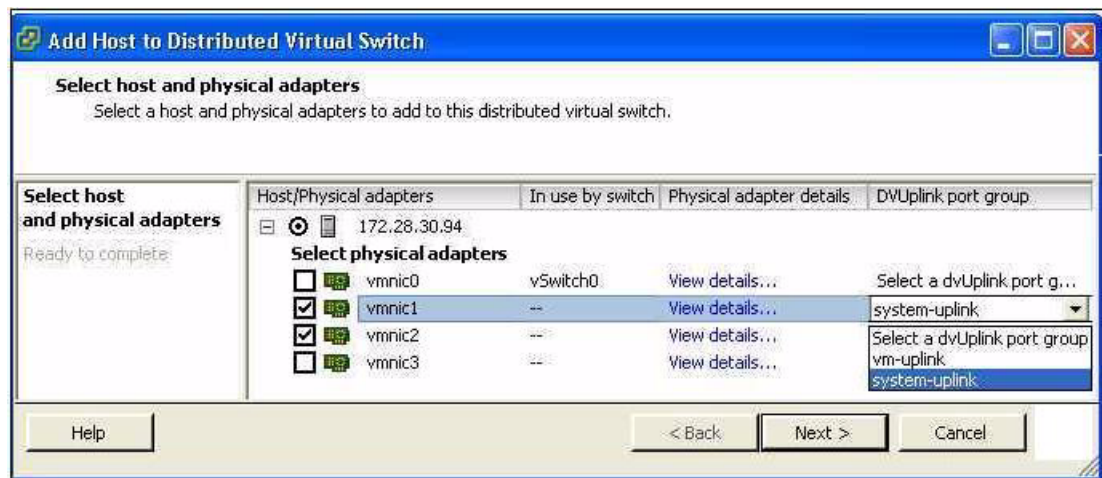 Add Host to Distributed Virtual Switch
Select host and physical adapters
Select a host and physical adapters to add to this distributed virtual switch.
Select host
and physical adapters
Ready to complete
Host/Physical adapters In use by switch Physical adapter details DVUplink port group
172.28.30.94
Select physical adapters
vmnic0 vSwitch0 View details... Select a dvUplink port g...
vmnic1 -- View details... system-uplink
vmnic2 -- View details...
vmnic3 -- View details...
Select a dvUplink port group
vm-uplink
system-uplink
Help < Back Next > Cancel